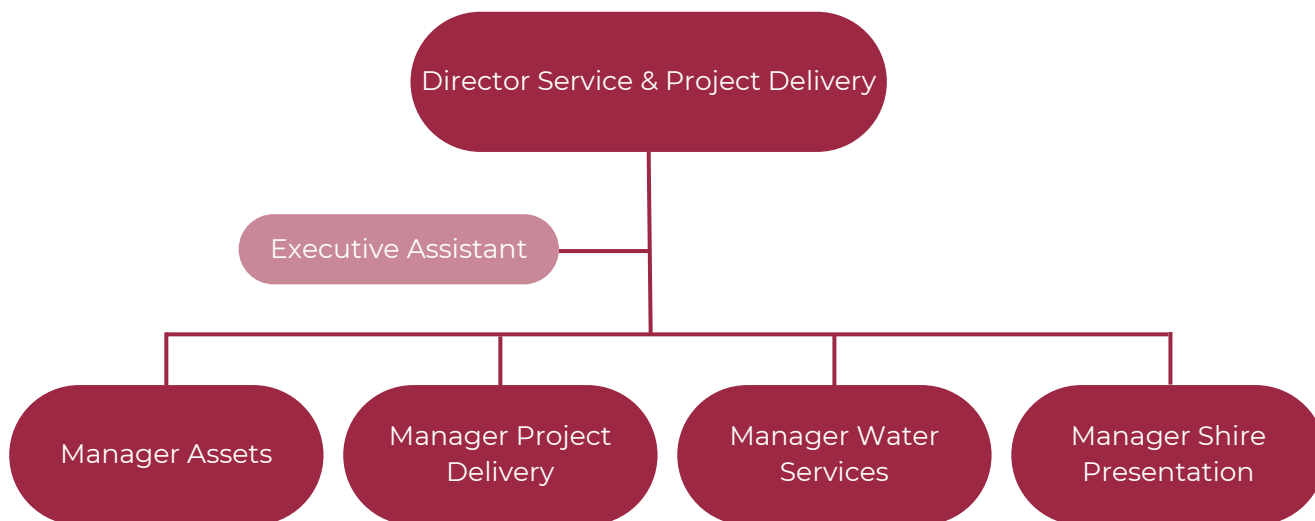 Director Service & Project Delivery
Executive Assistant
Manager Assets
Manager Project
Delivery
Manager Water
Services
Manager Shire
Presentation